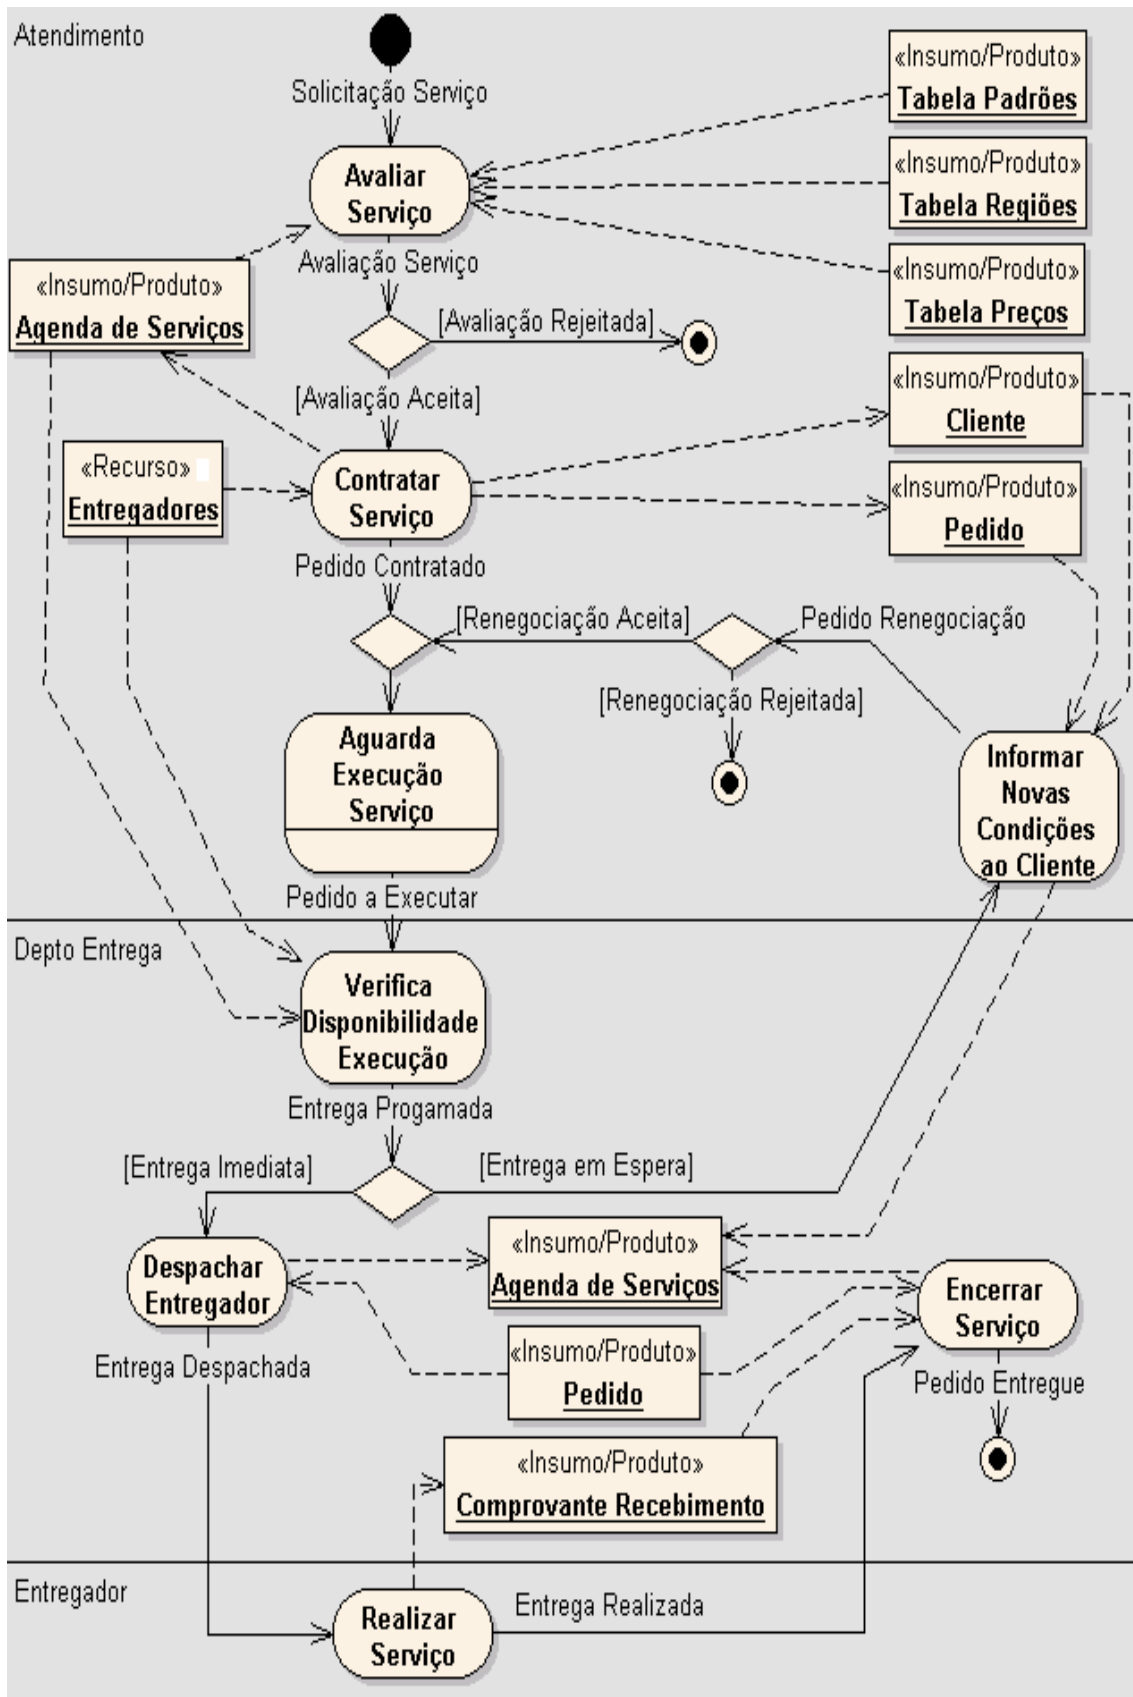 Atendimento
Solicitação Serviço
«Insumo/Produto»
Tabela Padrões
Avaliar
Serviço
«Insumo/Produto»
Tabela Regiões
Avaliação Serviço
«Insumo/Produto»
Tabela Preços
«Insumo/Produto»
Agenda de Serviços
[Avaliação Rejeitada]
[Avaliação Aceita]
«Insumo/Produto»
Cliente
«Recurso»
Entregadores
Contratar
Serviço
«Insumo/Produto»
Pedido
Pedido Contratado
[Renegociação Aceita]
Pedido Renegociação
[Renegociação Rejeitada]
Aguarda
Execução
Serviço
Informar
Novas
Condições
ao Cliente
Pedido a Executar
Depto Entrega
Verifica
Disponibilidade
Execução
Entrega Progamada
[Entrega Imediata]
[Entrega em Espera]
Despachar
Entregador
«Insumo/Produto»
Agenda de Serviços
Encerrar
Serviço
Entrega Despachada
«Insumo/Produto»
Pedido
Pedido Entregue
«Insumo/Produto»
Comprovante Recebimento
Entregador
Realizar
Serviço
Entrega Realizada